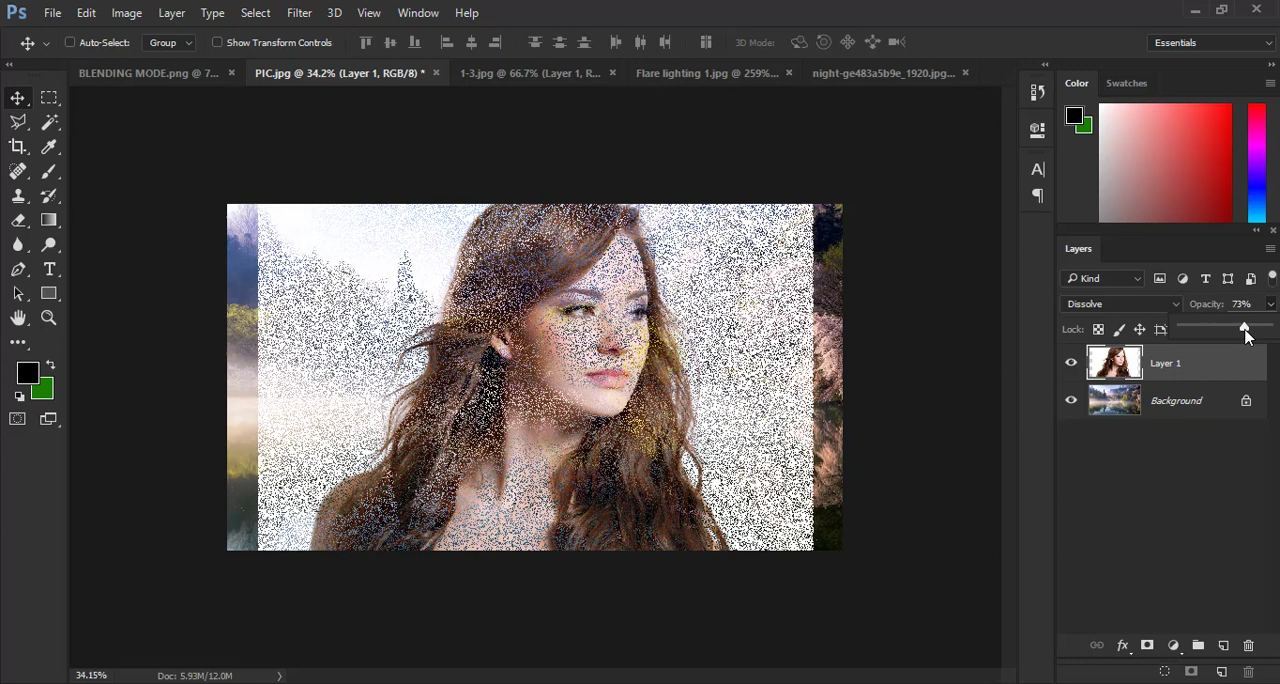 Ps File Edit Image Layer Type Select Filter 3D View Window Help
Auto-Select: Group Show Transform Controls 3D Mode: Essentials
BLENDING MODE.png @ 7... × PIC.jpg @ 34.2% (Layer 1, RGB/8) * × 1-3.jpg @ 66.7% (Layer 1, R... × Flare lighting 1.jpg @ 259%... × night-ge483a5b9e_1920.jpg... ×
Color Swatches
Layers
Kind
Dissolve Opacity: 73%
Lock:
Layer 1
Background
34.15% Doc: 5.93M/12.0M